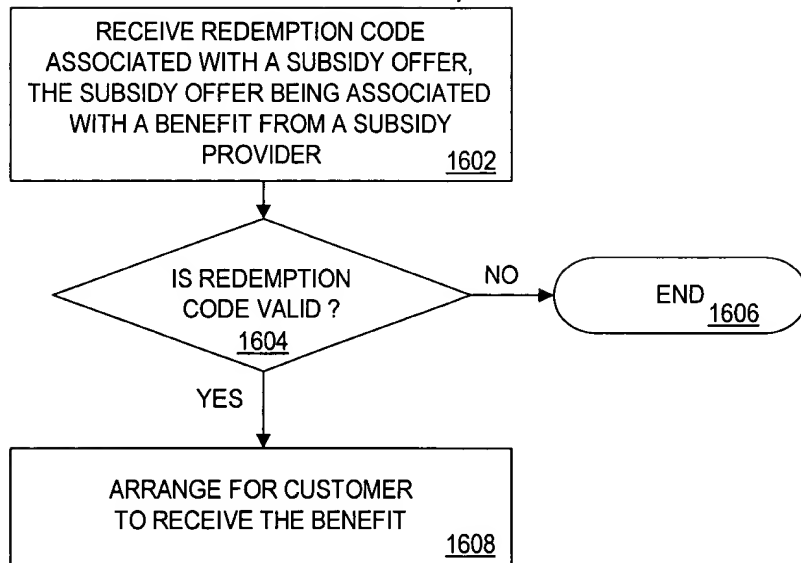 RECEIVE REDEMPTION CODE
ASSOCIATED WITH A SUBSIDY OFFER,
THE SUBSIDY OFFER BEING ASSOCIATED
WITH A BENEFIT FROM A SUBSIDY
PROVIDER
1602
IS REDEMPTION
CODE VALID ?
1604
NO
END
1606
YES
ARRANGE FOR CUSTOMER
TO RECEIVE THE BENEFIT
1608